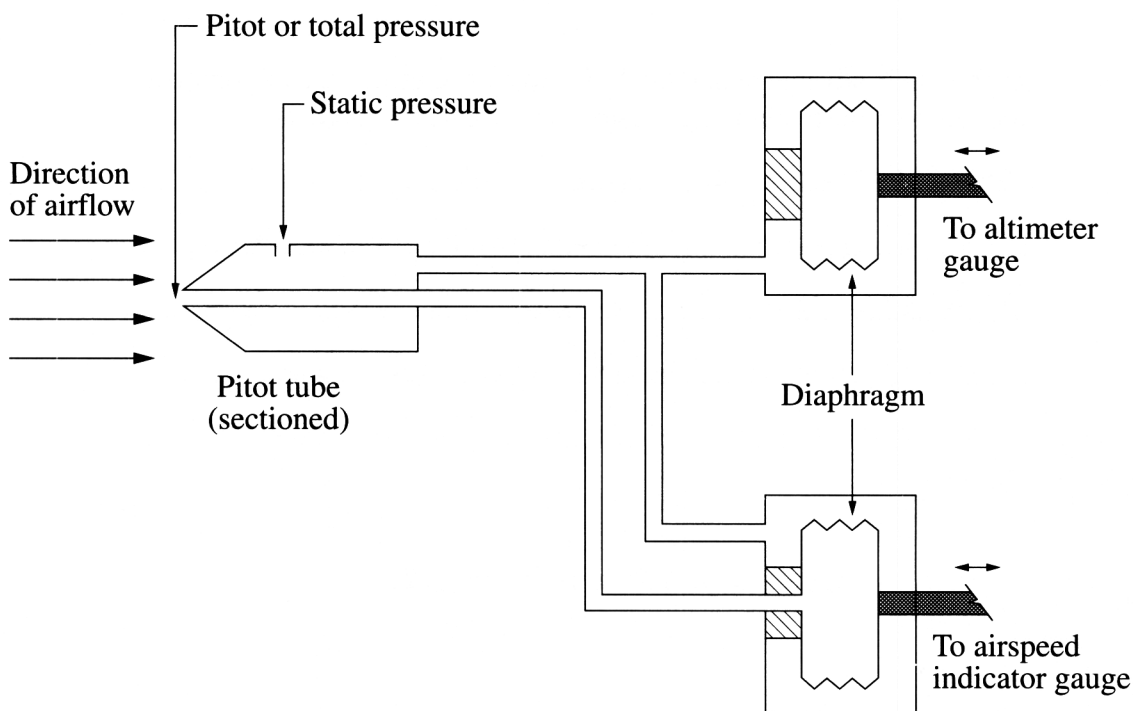 Pitot or total pressure
Static pressure
Direction
of airflow
To altimeter
gauge
Pitot tube
(sectioned)
Diaphragm
To airspeed
indicator gauge